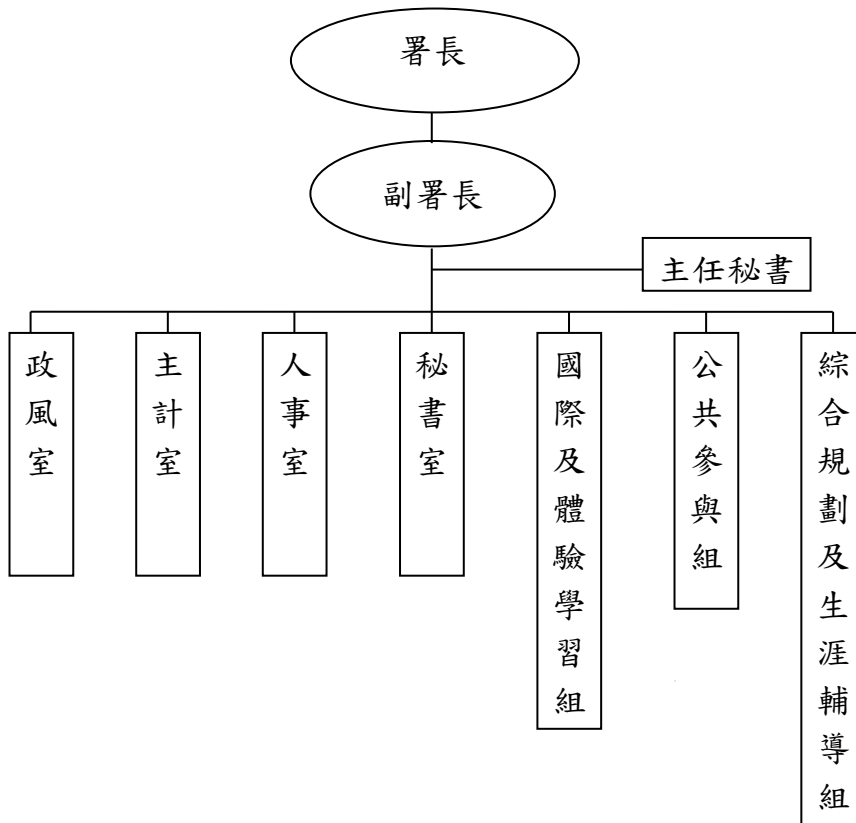 署長
副署長
主任秘書
政風室
主計室
人事室
秘書室
國際及體驗學習組
公共參與組
綜合規劃及生涯輔導組